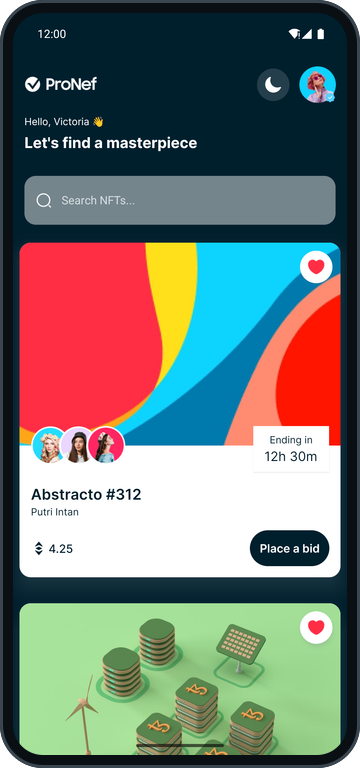 12:00
ProNef
Hello, Victoria 👋
Let's find a masterpiece
Search NFTs...
Ending in
12h 30m
Abstracto #312
Putri Intan
4.25
Place a bid